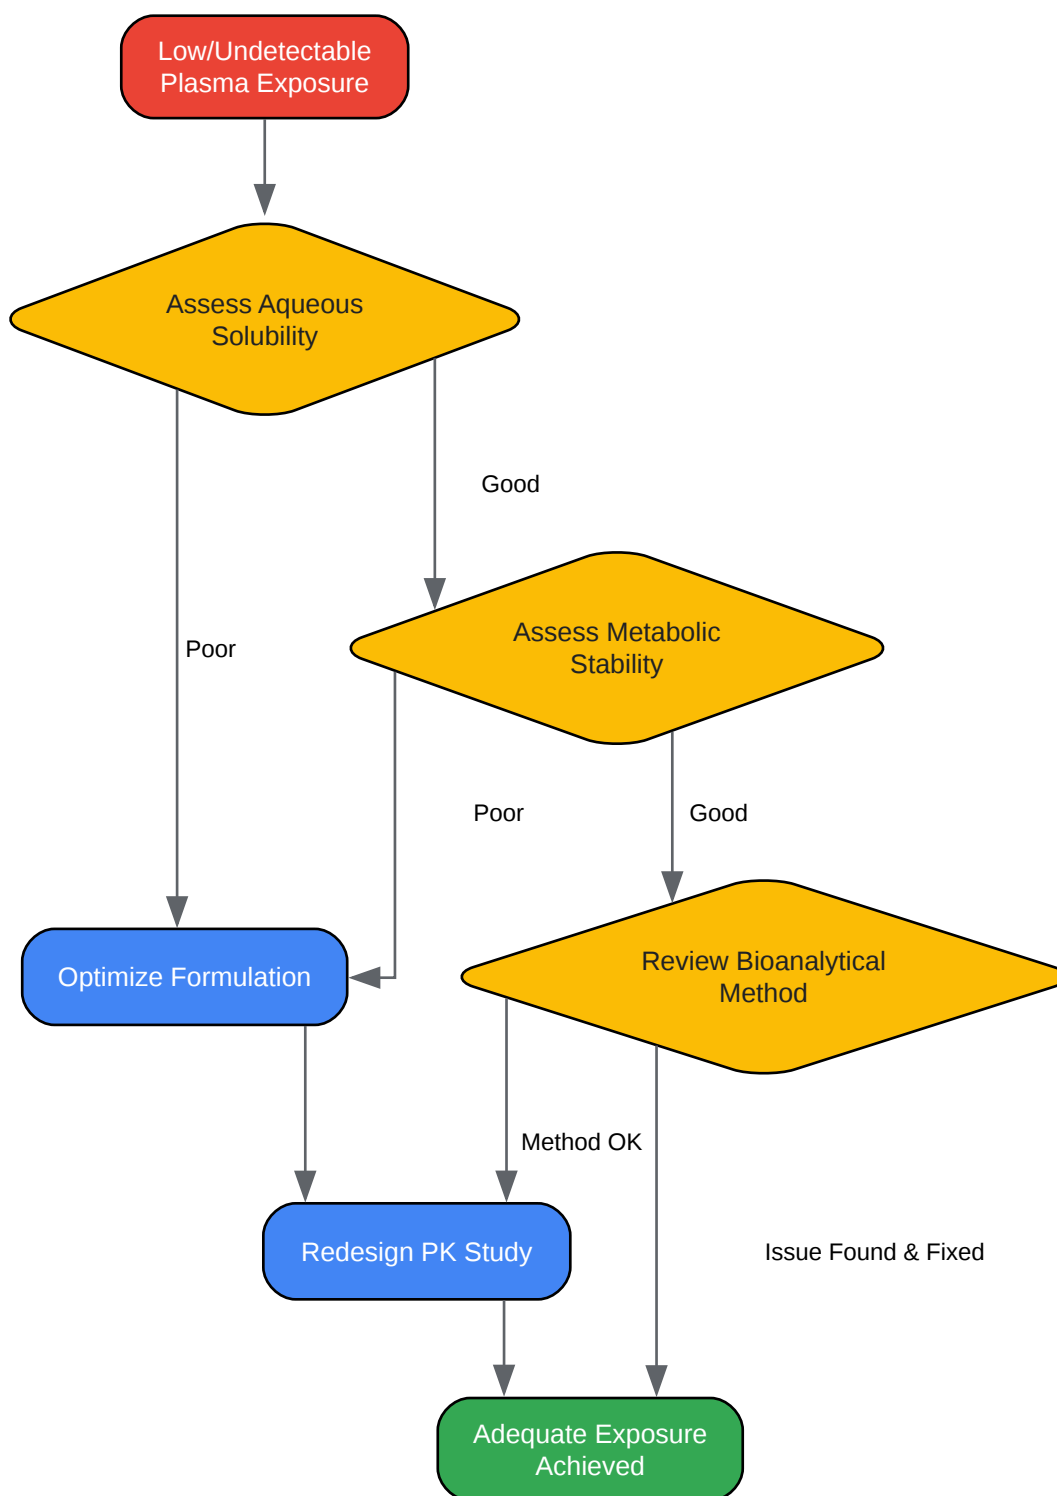 Low/Undetectable
Plasma Exposure
Assess Aqueous
Solubility
Good
Assess Metabolic
Stability
Poor
Poor
Good
Review Bioanalytical
Method
Optimize Formulation
Method OK
Redesign PK Study
Issue Found & Fixed
Adequate Exposure
Achieved